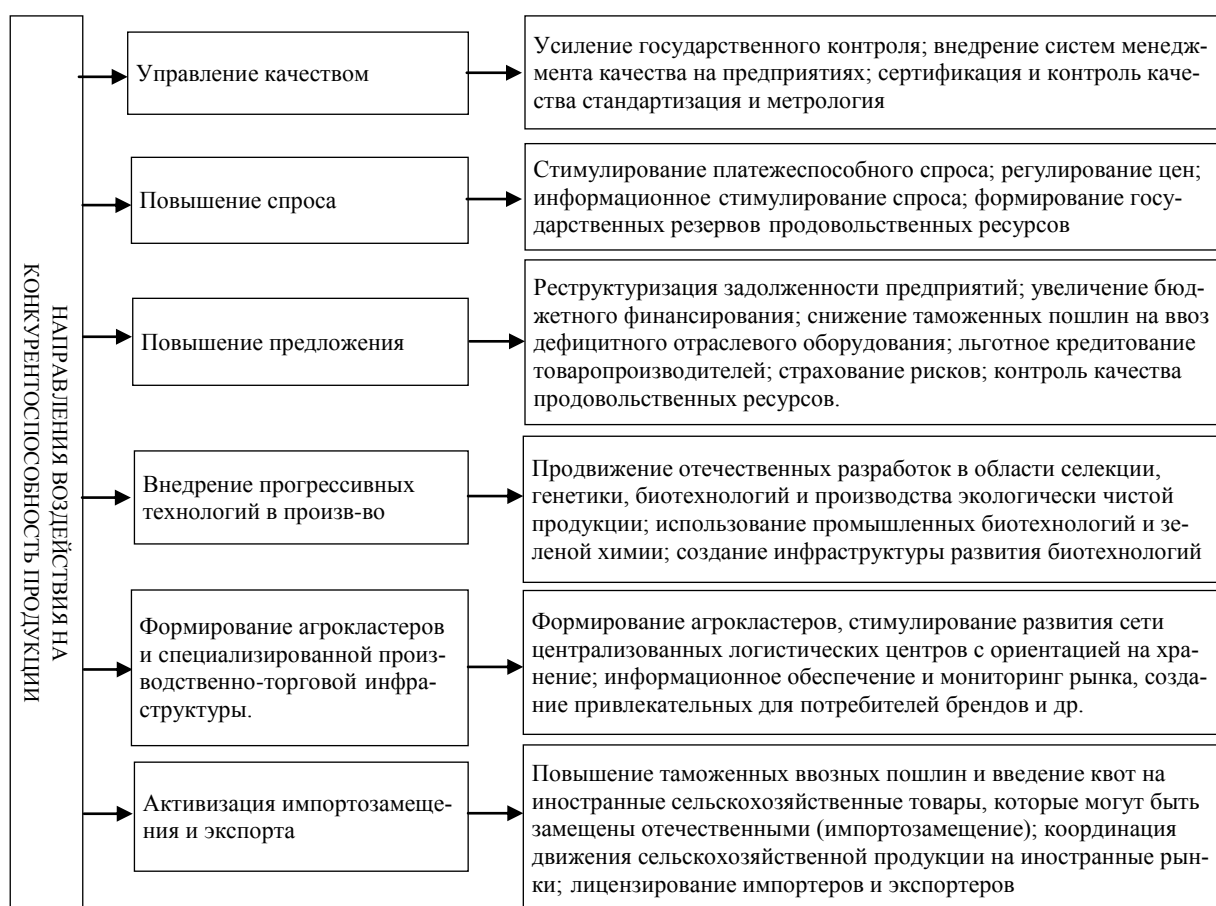 НАПРАВЛЕНИЯ ВОЗДЕЙСТВИЯ НА
КОНКУРЕНТОСПОСОБНОСТЬ ПРОДУКЦИИ
Управление качеством
Усиление государственного контроля; внедрение систем менедж-
мента качества на предприятиях; сертификация и контроль каче-
ства стандартизация и метрология
Повышение спроса
Стимулирование платежеспособного спроса; регулирование цен;
информационное стимулирование спроса; формирование госу-
дарственных резервов продовольственных ресурсов
Повышение предложения
Реструктуризация задолженности предприятий; увеличение бюд-
жетного финансирования; снижение таможенных пошлин на ввоз
дефицитного отраслевого оборудования; льготное кредитование
товаропроизводителей; страхование рисков; контроль качества
продовольственных ресурсов.
Внедрение прогрессивных
технологий в произв-во
Продвижение отечественных разработок в области селекции,
генетики, биотехнологий и производства экологически чистой
продукции; использование промышленных биотехнологий и зе-
леной химии; создание инфраструктуры развития биотехнологий
Формирование агрокластеров
и специализированной произ-
водственно-торговой инфра-
структуры.
Формирование агрокластеров, стимулирование развития сети
централизованных логистических центров с ориентацией на хра-
нение; информационное обеспечение и мониторинг рынка, созда-
ние привлекательных для потребителей брендов и др.
Активизация импортозамеще-
ния и экспорта
Повышение таможенных ввозных пошлин и введение квот на
иностранные сельскохозяйственные товары, которые могут быть
замещены отечественными (импортозамещение); координация
движения сельскохозяйственной продукции на иностранные рын-
ки; лицензирование импортеров и экспортеров